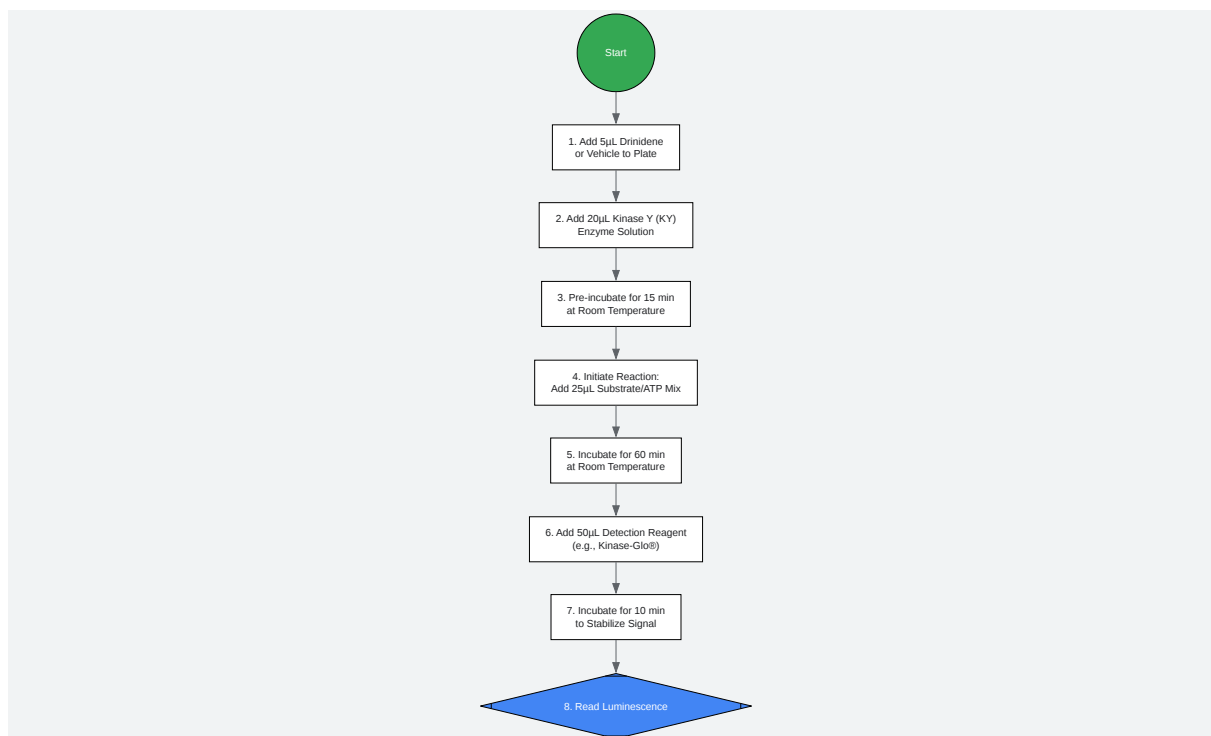 Start
1. Add 5µL Drinidene
or Vehicle to Plate
2. Add 20µL Kinase Y (KY)
Enzyme Solution
3. Pre-incubate for 15 min
at Room Temperature
4. Initiate Reaction:
Add 25µL Substrate/ATP Mix
5. Incubate for 60 min
at Room Temperature
6. Add 50µL Detection Reagent
(e.g., Kinase-Glo®)
7. Incubate for 10 min
to Stabilize Signal
8. Read Luminescence